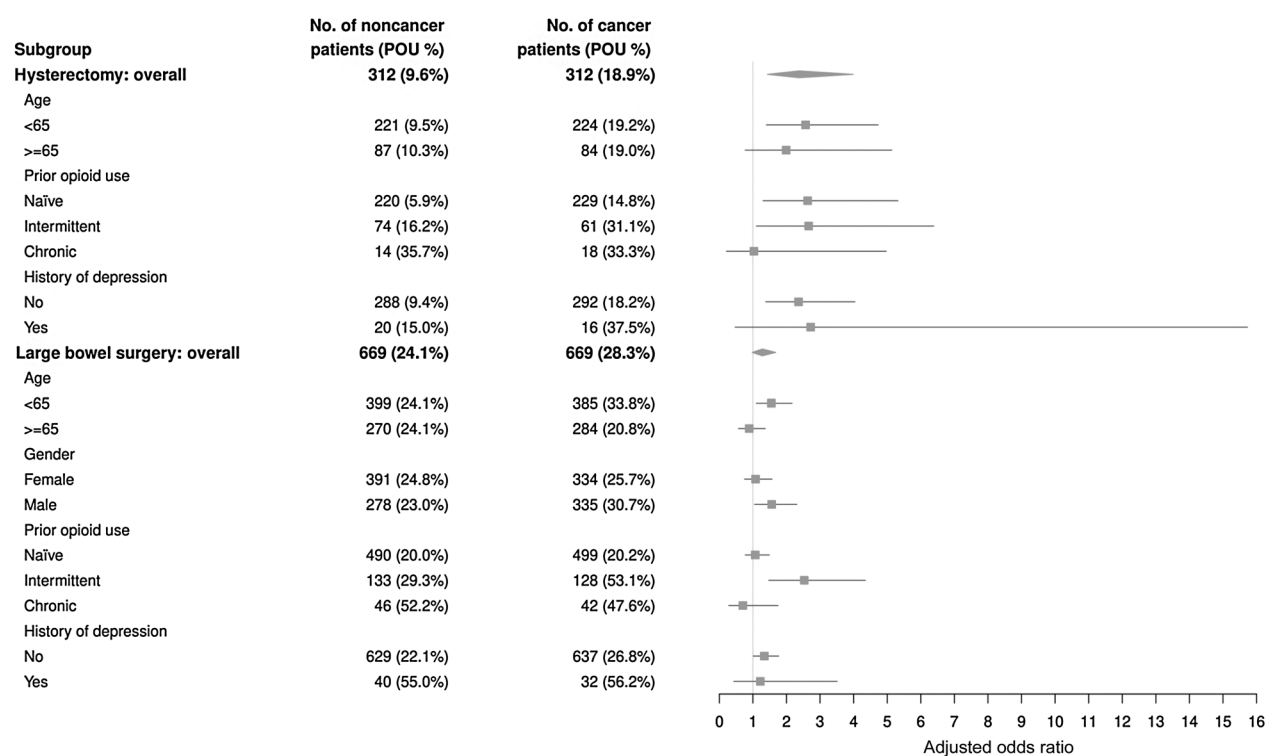 No. of noncancer No. of cancer
Subgroup patients (POU %) patients (POU %)
Hysterectomy: overall 312 (9.6%) 312 (18.9%)
Age
<65 221 (9.5%) 224 (19.2%)
>=65 87 (10.3%) 84 (19.0%)
Prior opioid use
Naïve 220 (5.9%) 229 (14.8%)
Intermittent 74 (16.2%) 61 (31.1%)
Chronic 14 (35.7%) 18 (33.3%)
History of depression
No 288 (9.4%) 292 (18.2%)
Yes 20 (15.0%) 16 (37.5%)
Large bowel surgery: overall 669 (24.1%) 669 (28.3%)
Age
<65 399 (24.1%) 385 (33.8%)
>=65 270 (24.1%) 284 (20.8%)
Gender
Female 391 (24.8%) 334 (25.7%)
Male 278 (23.0%) 335 (30.7%)
Prior opioid use
Naïve 490 (20.0%) 499 (20.2%)
Intermittent 133 (29.3%) 128 (53.1%)
Chronic 46 (52.2%) 42 (47.6%)
History of depression
No 629 (22.1%) 637 (26.8%)
Yes 40 (55.0%) 32 (56.2%)
0 1 2 3 4 5 6 7 8 9 10 11 12 13 14 15 16
Adjusted odds ratio